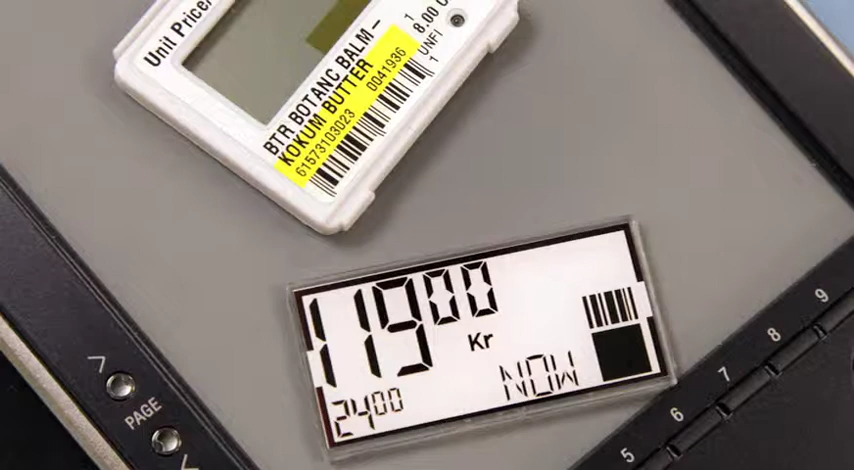 Unit Price/
BTR BOTANC BALM –
KOKUM BUTTER
0041936
61573103023
1
8.00 
UNFI
1
11900
Kr
2400
NOW
PAGE
5
6
7
8
9